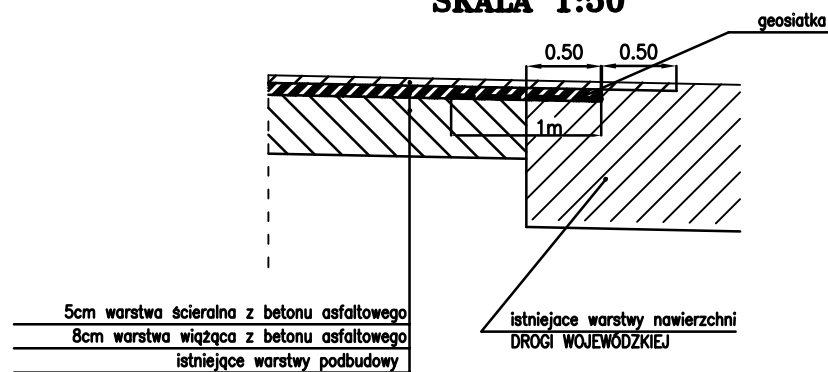 SKALA 1:50
geosiatka
0.50 0.50
1m
5cm warstwa ścieralna z betonu asfaltowego
8cm warstwa wiążąca z betonu asfaltowego
istniejące warstwy podbudowy
istniejace warstwy nawierzchni
DROGI WOJEWÓDZKIEJ